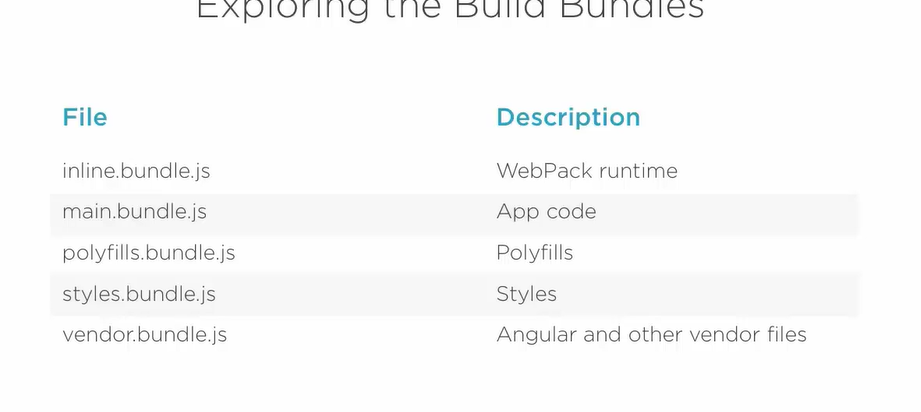 Exploring the Build Bundles
File Description
inline.bundle.js WebPack runtime
main.bundle.js App code
polyfills.bundle.js Polyfills
styles.bundle.js Styles
vendor.bundle.js Angular and other vendor files